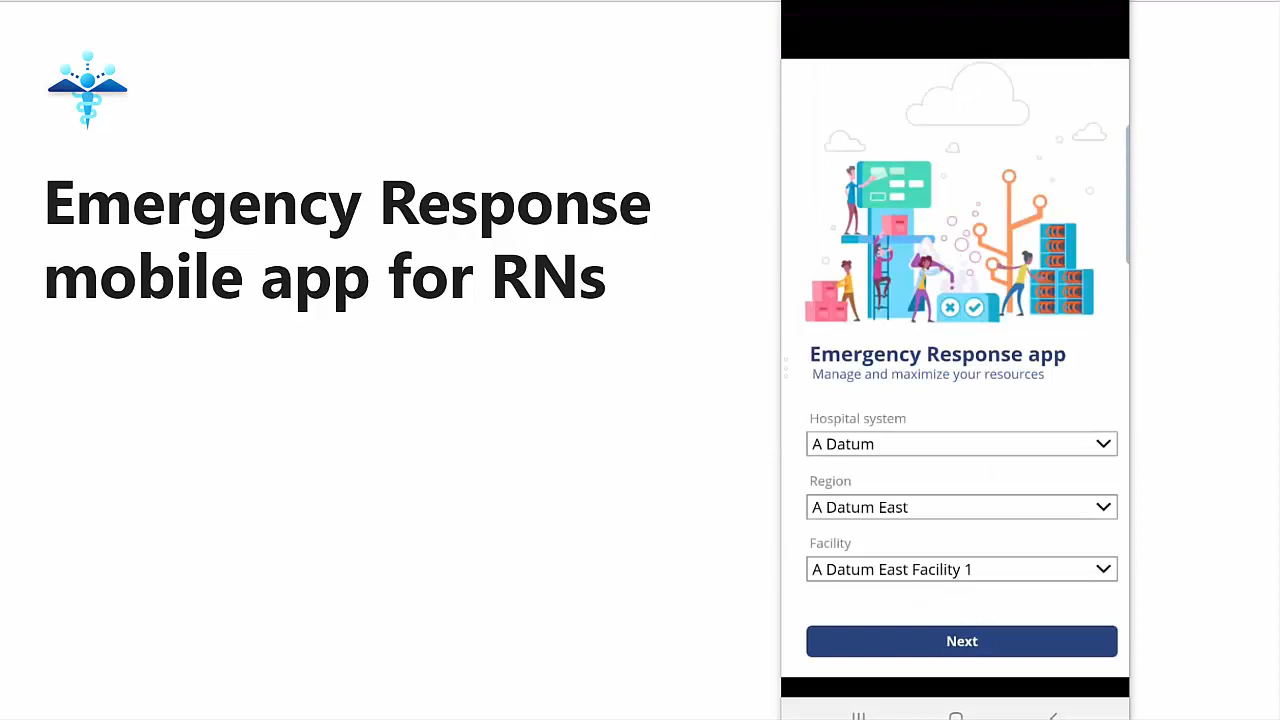 Emergency Response
mobile app for RNs
Emergency Response app
Manage and maximize your resources
Hospital system
A Datum
Region
A Datum East
Facility
A Datum East Facility 1
Next